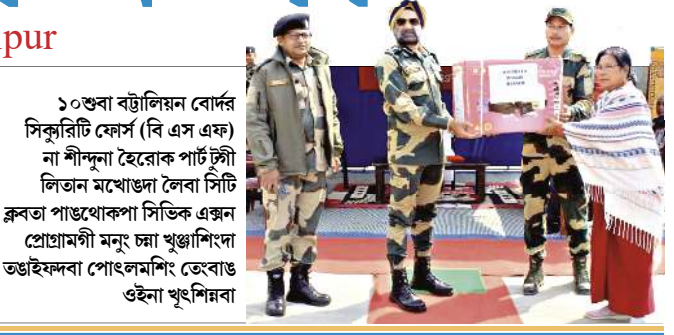 pur
১০শুবা বট্টালিয়ন বোর্দর
সিক্যুরিটি ফোর্স (বি এস এফ)
না শীন্দুনা হৈরোক পার্ট টুগী
লিতান মখোঙদা লৈবা সিটি
ক্লবতা পাঙথোকপা সিভিক এক্সন
প্রোগ্রামগী মনুং চন্না খুঞ্জাশিংদা
তঙাইফদবা পোৎলমশিং তেংবাঙ
ওইনা খূৎশিন্নবা